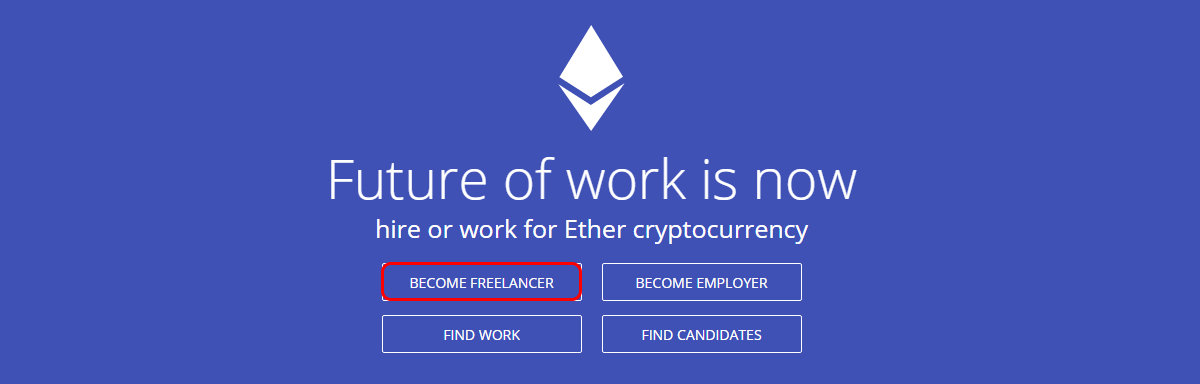 Future of work is now
hire or work for Ether cryptocurrency
BECOME FREELANCER
BECOME EMPLOYER
FIND WORK
FIND CANDIDATES